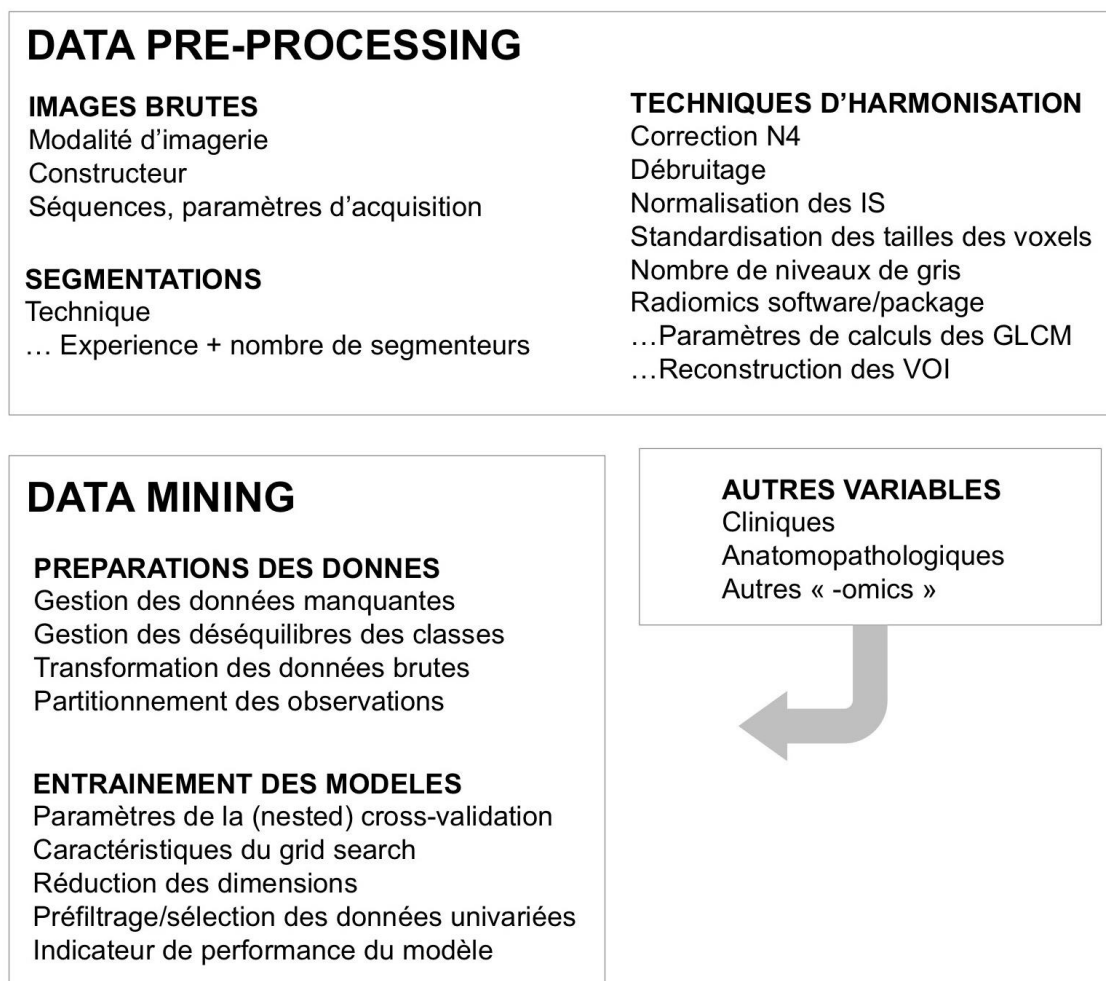 DATA PRE-PROCESSING
IMAGES BRUTES
Modalité d’imagerie
Constructeur
Séquences, paramètres d’acquisition
SEGMENTATIONS
Technique
… Experience + nombre de segmenteurs
TECHNIQUES D’HARMONISATION
Correction N4
Débruitage
Normalisation des IS
Standardisation des tailles des voxels
Nombre de niveaux de gris
Radiomics software/package
…Paramètres de calculs des GLCM
…Reconstruction des VOI
DATA MINING
PREPARATIONS DES DONNES
Gestion des données manquantes
Gestion des déséquilibres des classes
Transformation des données brutes
Partitionnement des observations
ENTRAINEMENT DES MODELES
Paramètres de la (nested) cross-validation
Caractéristiques du grid search
Réduction des dimensions
Préfiltrage/sélection des données univariées
Indicateur de performance du modèle
AUTRES VARIABLES
Cliniques
Anatomopathologiques
Autres « -omics »